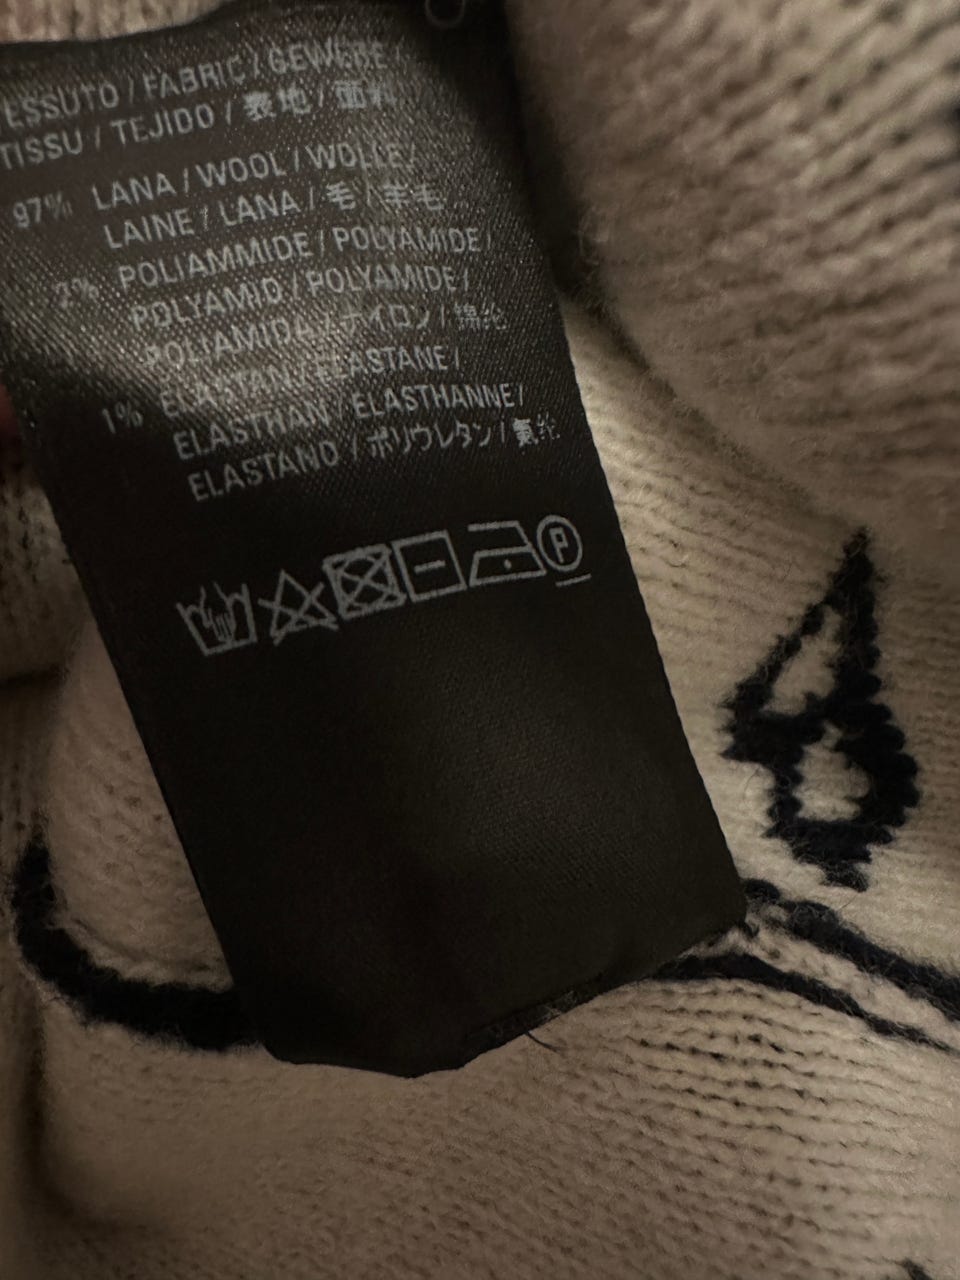 TESSUTO / FABRIC / GEWEBE /
TISSU / TEJIDO / 表地 / 面料
97% LANA / WOOL / WOLLE /
LAINE / LANA / 毛 / 羊毛
2% POLIAMMIDE / POLYAMIDE /
POLYAMID / POLYAMIDE /
POLIAMIDA / ナイロン / 锦纶
1% ELASTAN / ELASTANE /
ELASTHAN / ELASTHANNE /
ELASTANO / ポリウレタン / 氨纶
P